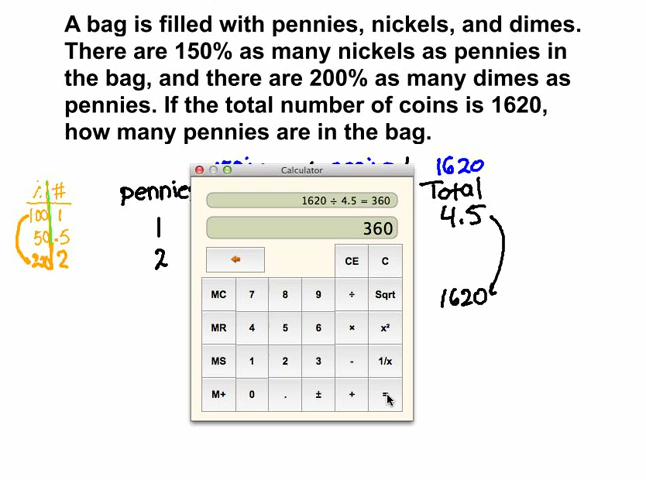 A bag is filled with pennies, nickels, and dimes.
There are 150% as many nickels as pennies in
the bag, and there are 200% as many dimes as
pennies. If the total number of coins is 1620,
how many pennies are in the bag.
1620
% #
pennies
Total
100 1
1
4.5
50 .5
200 2
2
1620
Calculator
1620 ÷ 4.5 = 360
360
CE C
MC 7 8 9 ÷ Sqrt
MR 4 5 6 × x²
MS 1 2 3 - 1/x
M+ 0 . ± + =